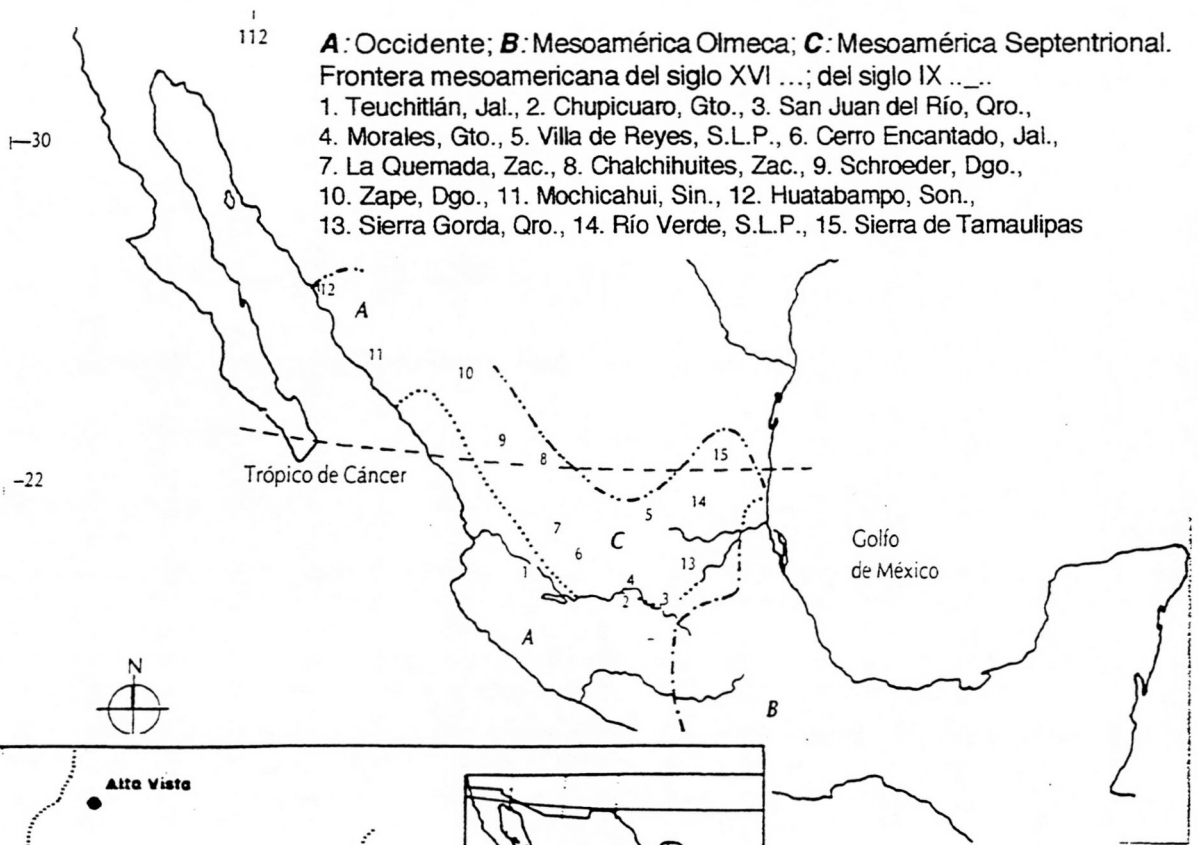 112
A: Occidente; B: Mesoamérica Olmeca; C: Mesoamérica Septentrional.
Frontera mesoamericana del siglo XVI ...; del siglo IX .._..
1. Teuchitlán, Jal., 2. Chupicuaro, Gto., 3. San Juan del Río, Qro.,
4. Morales, Gto., 5. Villa de Reyes, S.L.P., 6. Cerro Encantado, Jal.,
7. La Quemada, Zac., 8. Chalchihuites, Zac., 9. Schroeder, Dgo.,
10. Zape, Dgo., 11. Mochicahui, Sin., 12. Huatabampo, Son.,
13. Sierra Gorda, Qro., 14. Río Verde, S.L.P., 15. Sierra de Tamaulipas
30
12
A
11
10
9
8
15
Trópico de Cáncer
22
14
5
7
C
6
Golfo
de México
13
1
4
2
3
A
N
B
Alta Vista